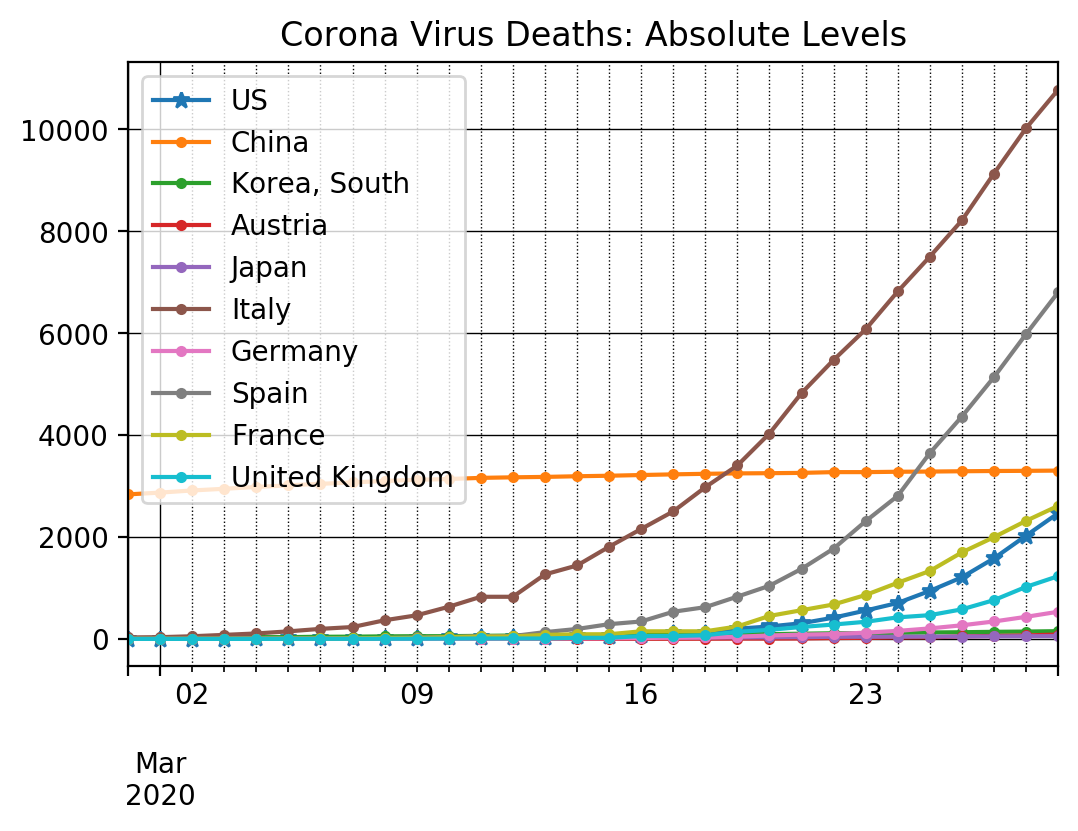 Corona Virus Deaths: Absolute Levels
10000
8000
6000
4000
2000
0
US
China
Korea, South
Austria
Japan
Italy
Germany
Spain
France
United Kingdom
02 09 16 23
Mar
2020